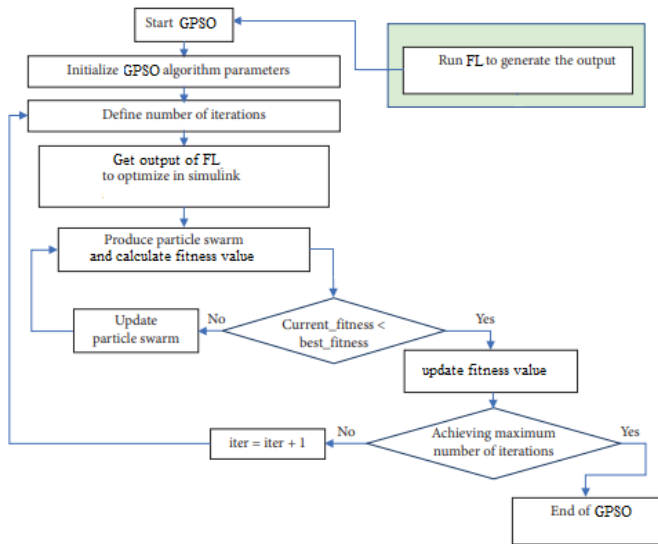 Start GPSO
Run FL to generate the output
Initialize GPSO algorithm parameters
Define number of iterations
Get output of FL
to optimize in simulink
Produce particle swarm
and calculate fitness value
Update
particle swarm
No
Current_fitness <
best_fitness
Yes
update fitness value
iter = iter + 1
No
Achieving maximum
number of iterations
Yes
End of GPSO